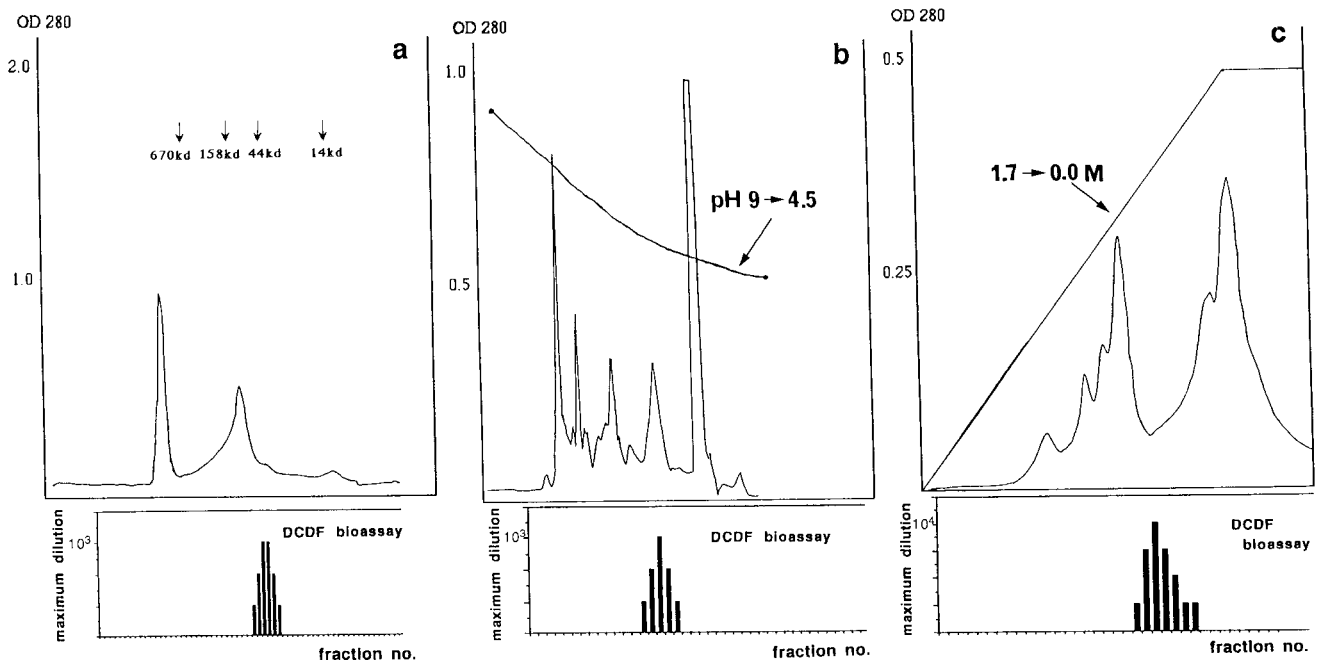 OD 280
a
2.0
670kd 158kd 44kd 14kd
1.0
DCDF bioassay
10³
maximum dilution
fraction no.
OD 280
b
1.0
pH 9 → 4.5
0.5
DCDF bioassay
10³
maximum dilution
fraction no.
OD 280
c
0.5
1.7 → 0.0 M
0.25
10⁴
DCDF
bioassay
maximum dilution
fraction no.